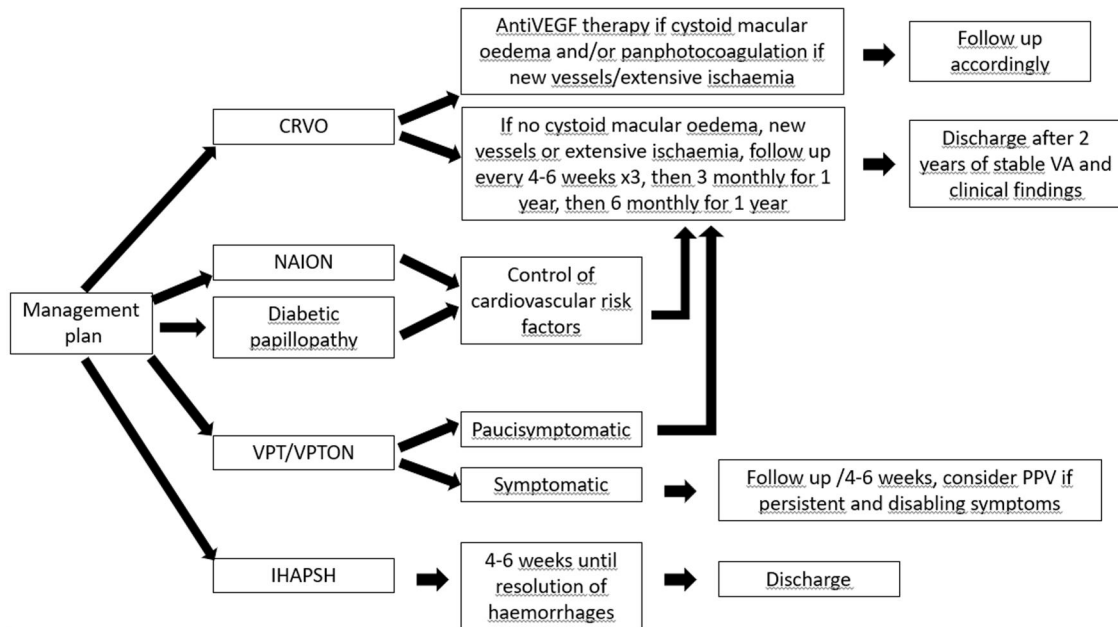 AntiVEGF therapy if cystoid macular
oedema and/or panphotocoagulation if
new vessels/extensive ischaemia
Follow up
accordingly
CRVO
If no cystoid macular oedema, new
vessels or extensive ischaemia, follow up
every 4-6 weeks x3, then 3 monthly for 1
year, then 6 monthly for 1 year
Discharge after 2
years of stable VA and
clinical findings
Management
plan
NAION
Diabetic
papillopathy
Control of
cardiovascular risk
factors
VPT/VPTON
Paucisymptomatic
Symptomatic
Follow up /4-6 weeks, consider PPV if
persistent and disabling symptoms
IHAPSH
4-6 weeks until
resolution of
haemorrhages
Discharge